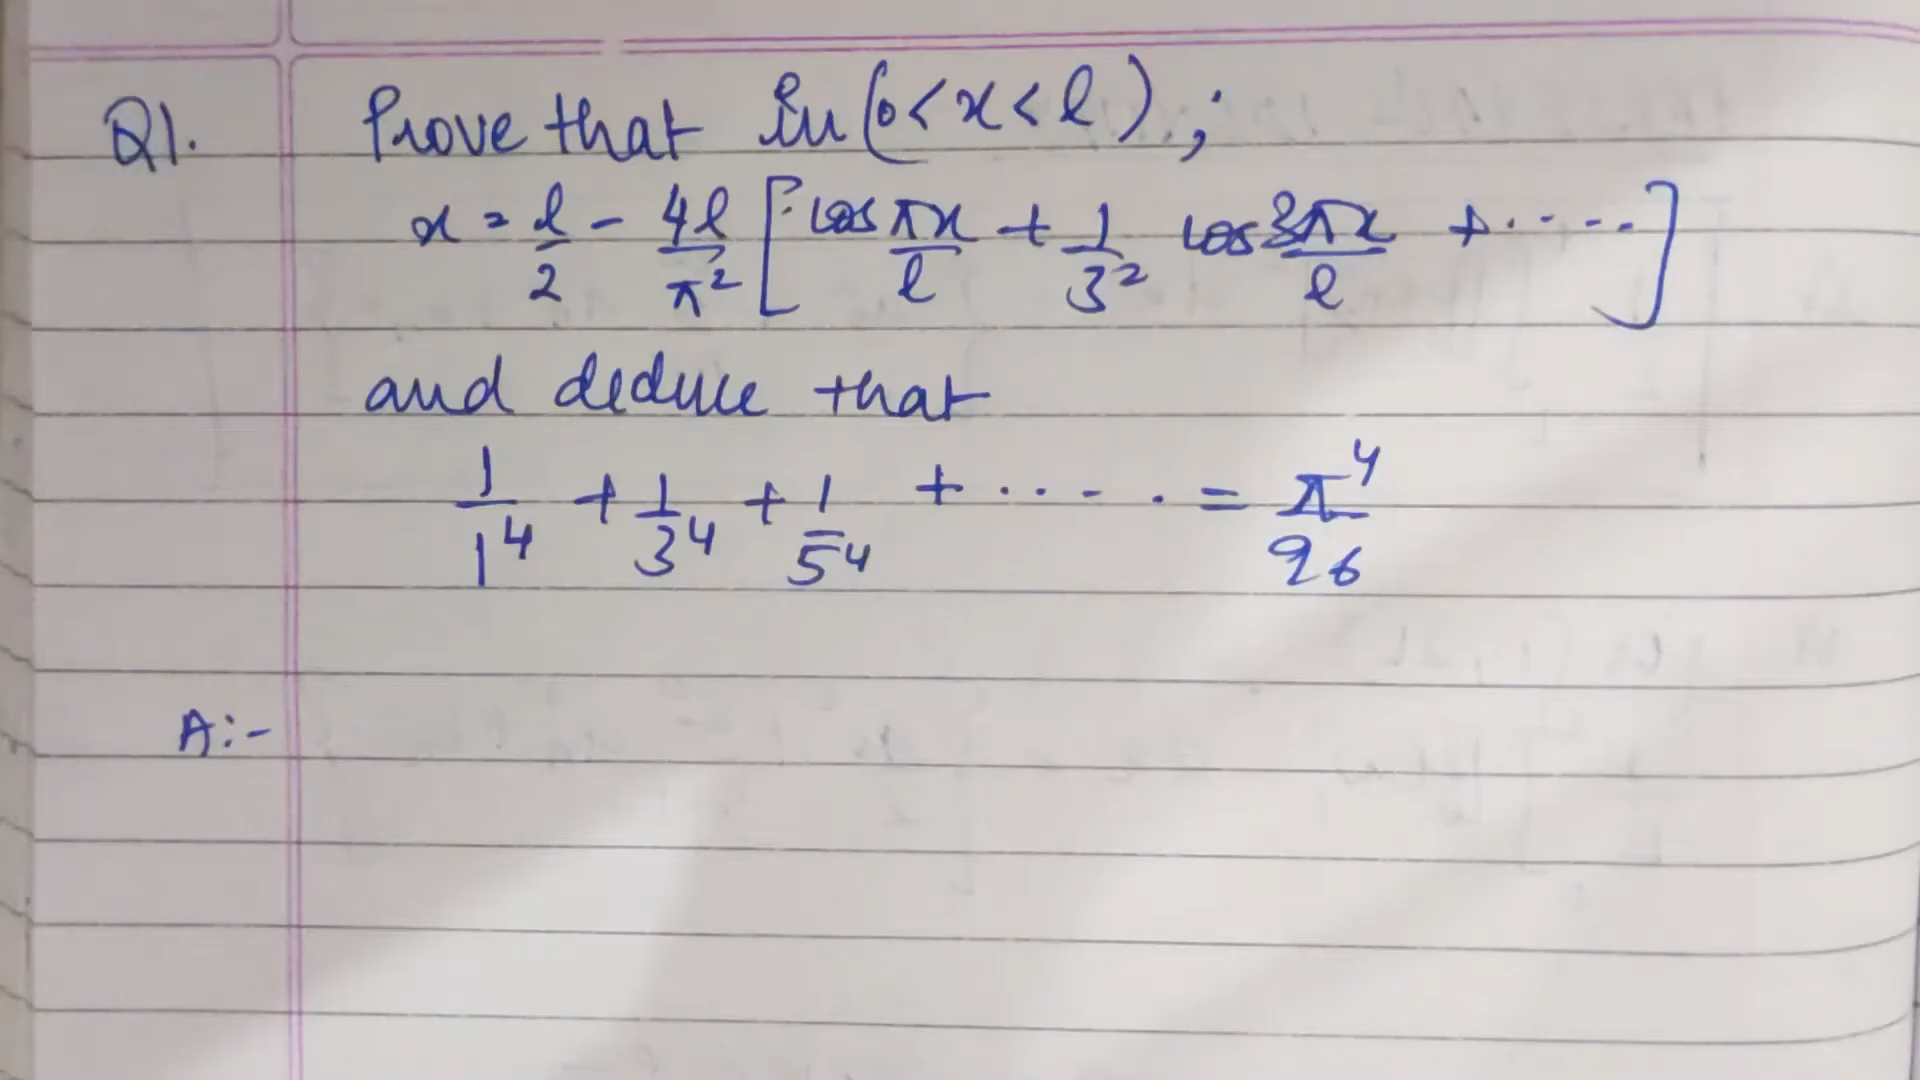 Q1. Prove that in (0 < x < l) ;
x = l/2 - 4l/π² [cos πx/l + 1/3² cos 3πx/l + ......]
and deduce that
1/1⁴ + 1/3⁴ + 1/5⁴ + ..... = π⁴/96
A:-